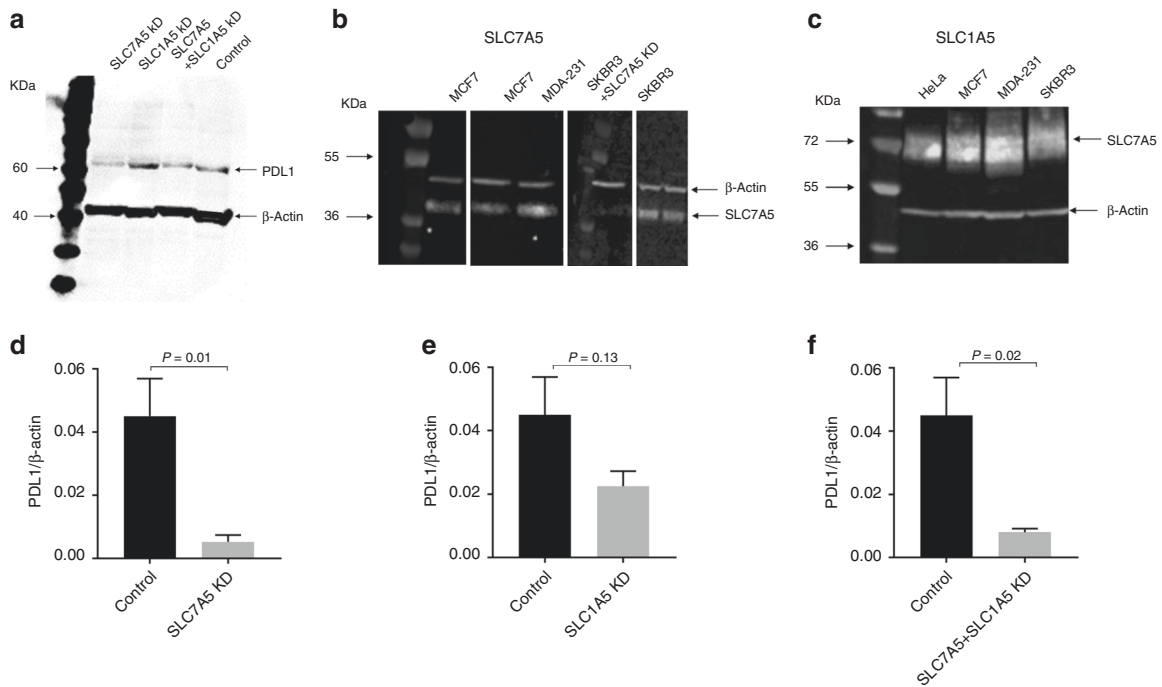 a
SLC7A5 kD
SLC1A5 kD
SLC7A5
+SLC1A5 kD
Control
KDa
60
40
PDL1
β-Actin
b
SLC7A5
MCF7
MCF7
MDA-231
SKBR3
+SLC7A5 KD
SKBR3
KDa
55
36
β-Actin
SLC7A5
c
SLC1A5
HeLa
MCF7
MDA-231
SKBR3
KDa
72
55
36
SLC7A5
β-Actin
d
P = 0.01
0.06
0.04
0.02
0.00
PDL1/β-actin
Control
SLC7A5 KD
e
P = 0.13
0.06
0.04
0.02
0.00
PDL1/β-actin
Control
SLC1A5 KD
f
P = 0.02
0.06
0.04
0.02
0.00
PDL1/β-actin
Control
SLC7A5+SLC1A5 KD